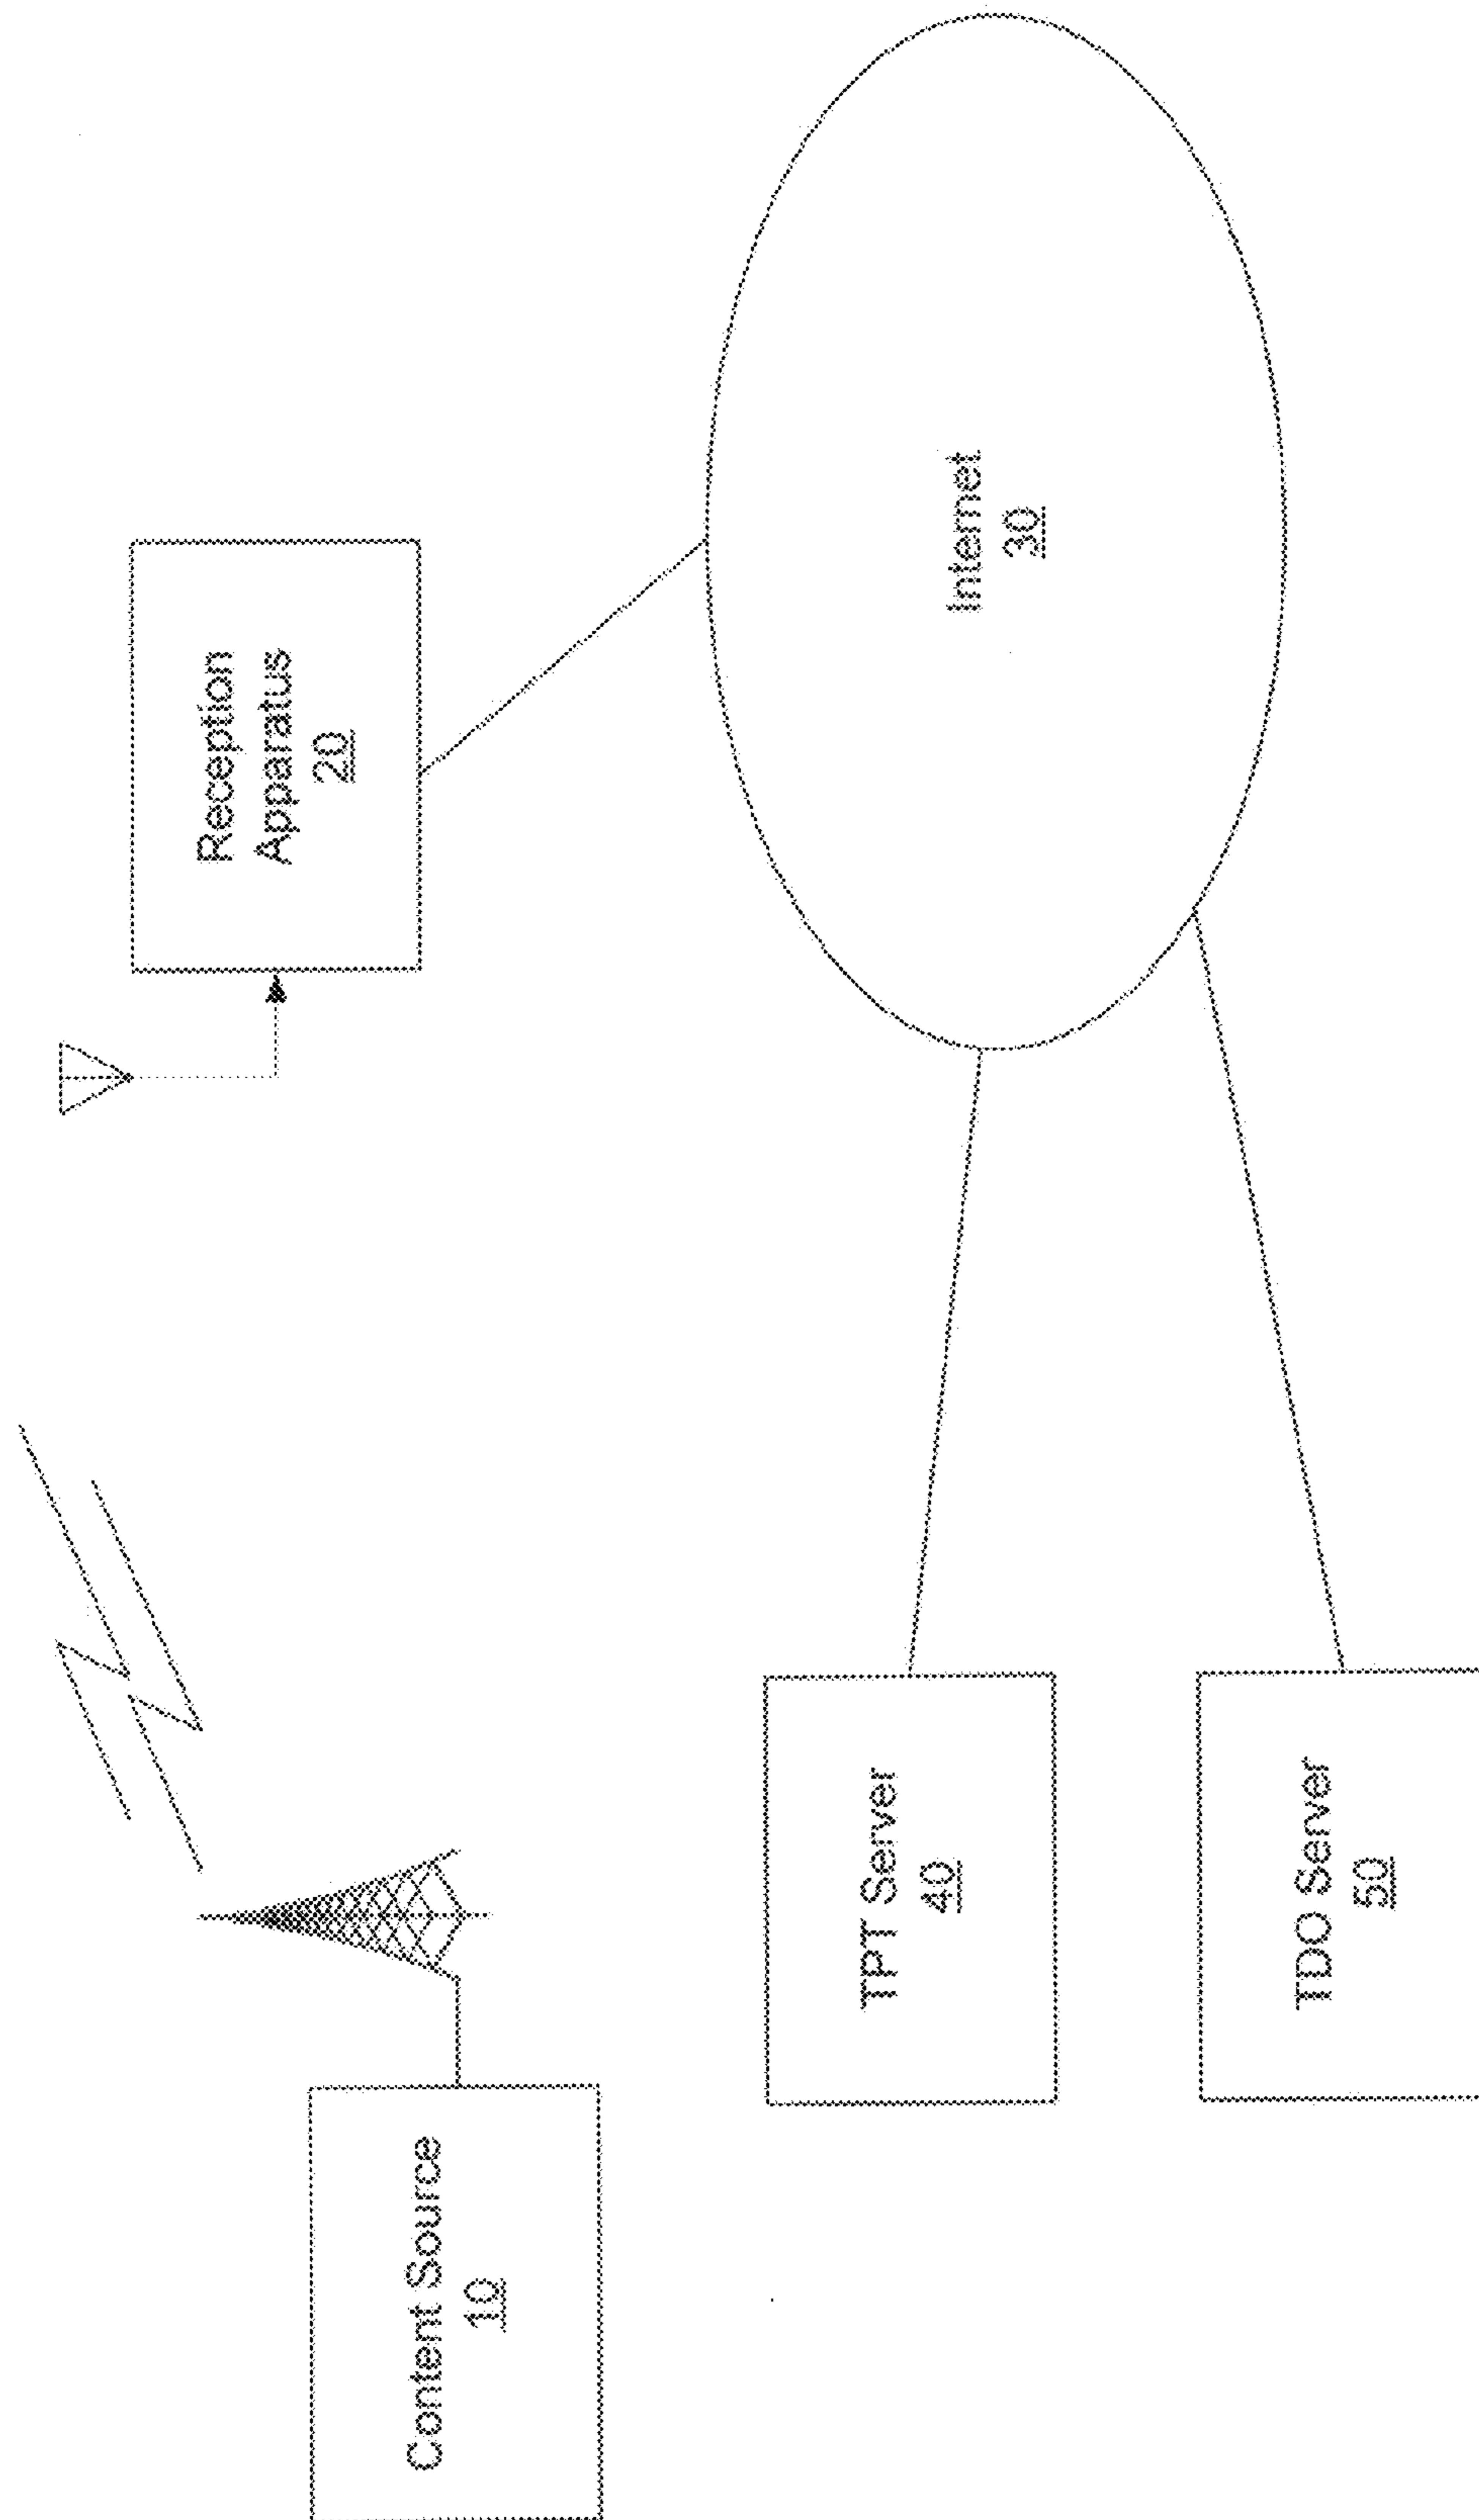 Content Source
10
Reception
Apparatus
20
Internet
30
TPT Server
40
TDO Server
50